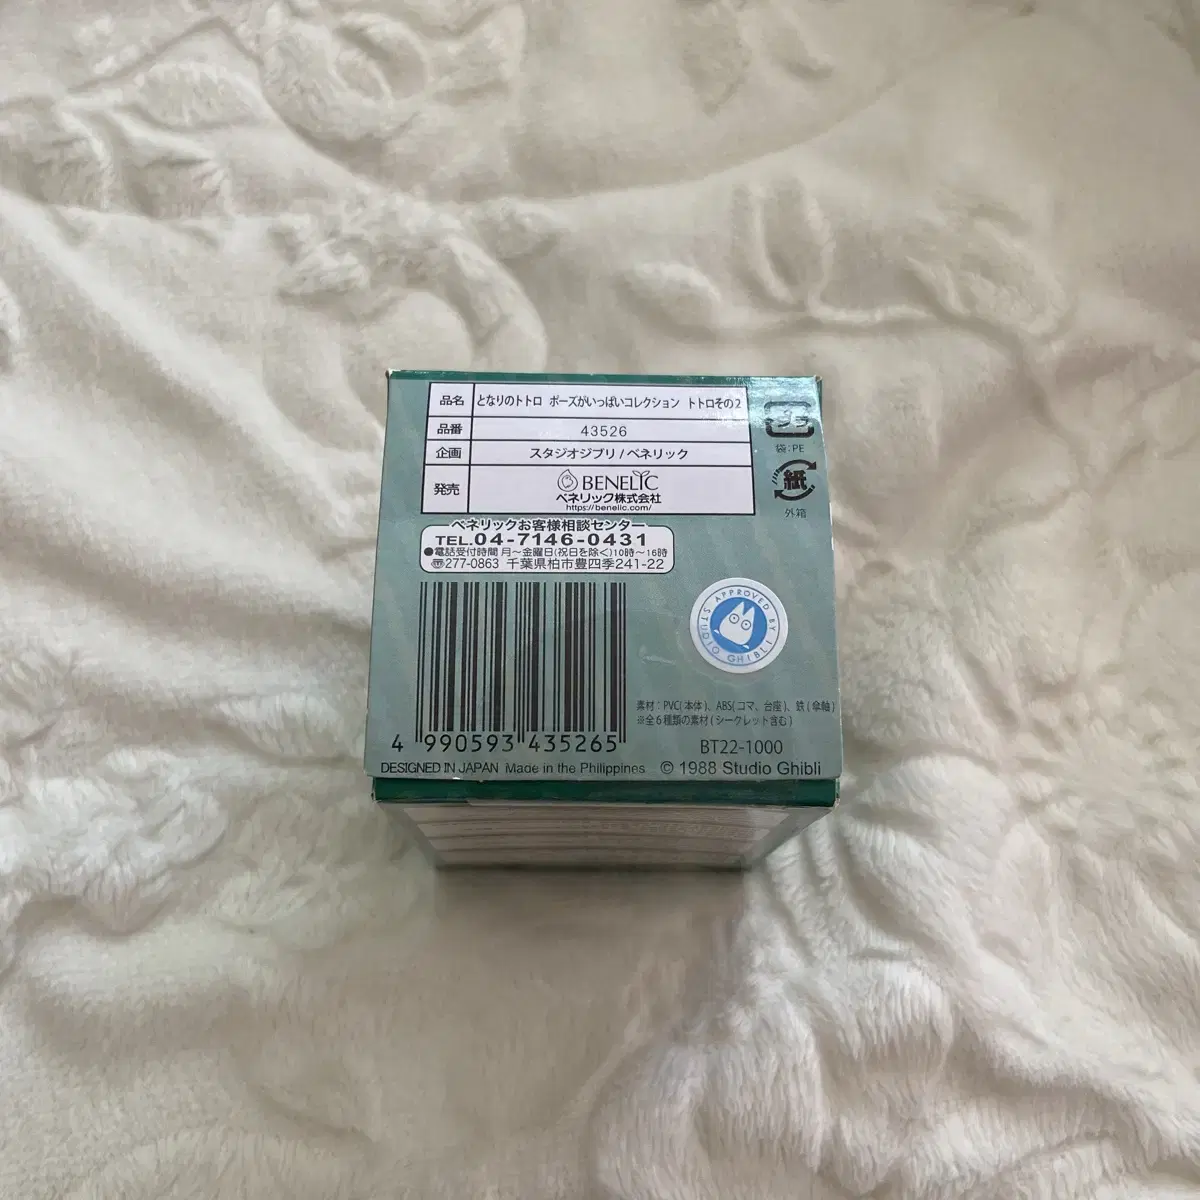 品名 となりのトトロ ポーズがいっぱいコレクション トトロその2
品番 43526
企画 スタジオジブリ/ベネリック
発売 BENELIC
ベネリック株式会社
https://benelic.com/
プラ
袋:PE
紙
外箱
ベネリックお客様相談センター
TEL.04-7146-0431
●電話受付時間 月〜金曜日(祝日を除く)10時〜16時
〒277-0863 千葉県柏市豊四季241-22
APPROVED BY STUDIO GHIBLI
素材:PVC(本体)、ABS(コマ、台座)、鉄(傘軸)
※全6種類の素材(シークレット含む)
4 990593 435265
BT22-1000
DESIGNED IN JAPAN Made in the Philippines © 1988 Studio Ghibli